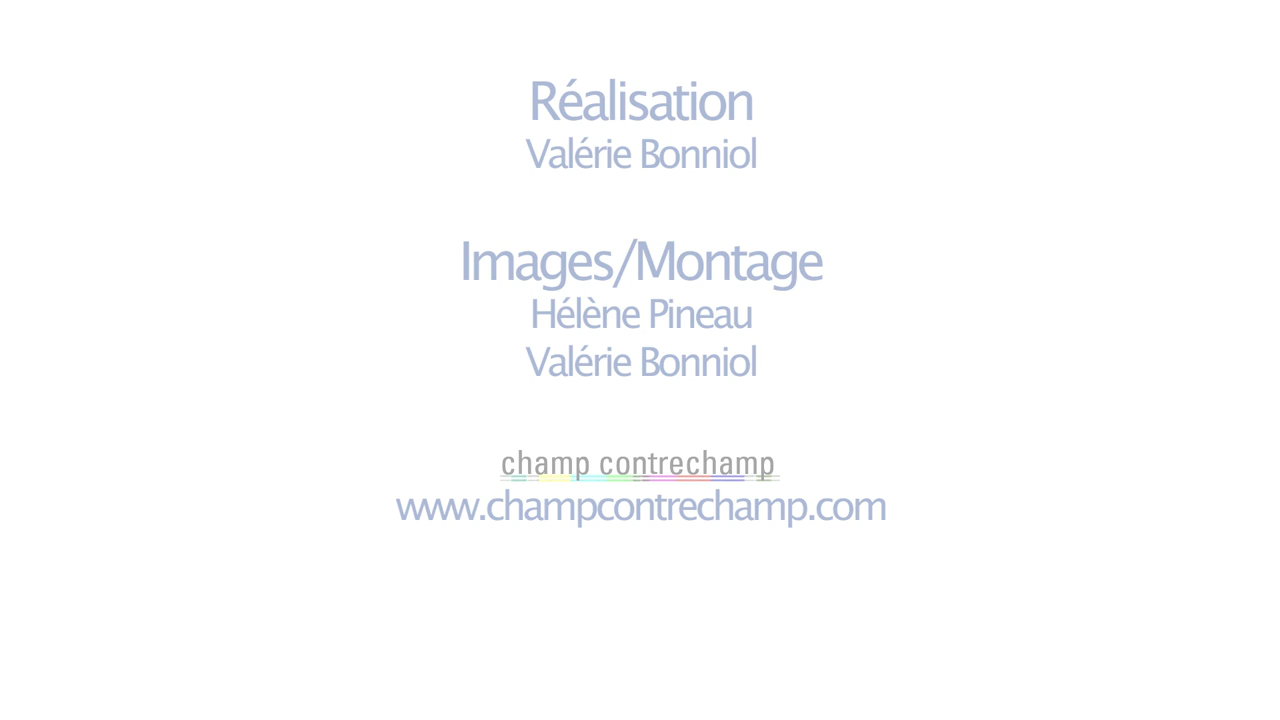 Réalisation
Valérie Bonniol
Images/Montage
Hélène Pineau
Valérie Bonniol
champ contrechamp
www.champcontrechamp.com